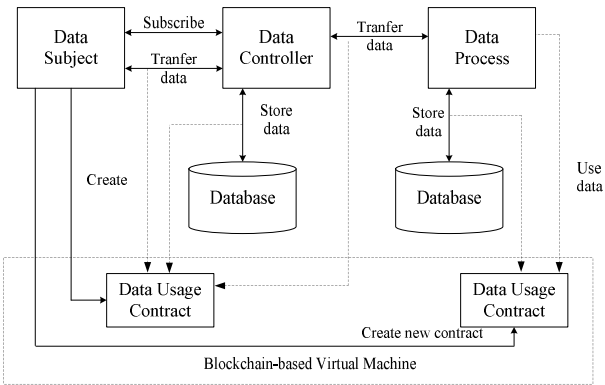 Data
Subject
Subscribe
Tranfer
data
Data
Controller
Tranfer
data
Data
Process
Store
data
Store
data
Create
Database
Database
Use
data
Data Usage
Contract
Data Usage
Contract
Create new contract
Blockchain-based Virtual Machine